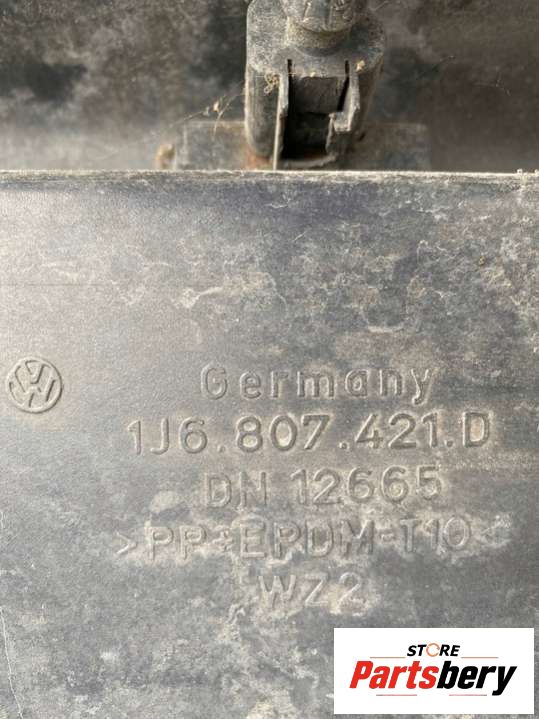 Germany
1J6.807.421.D
DN 12665
>PP+EPDM-T10<
WZ2
STORE
Partsbery